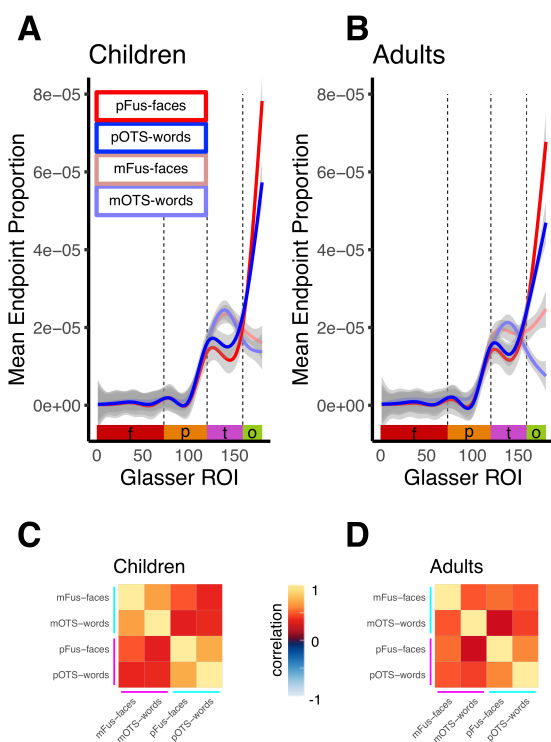 A
B
Children
Adults
Mean Endpoint Proportion
8e−05
6e−05
4e−05
2e−05
0e+00
pFus-faces
pOTS-words
mFus-faces
mOTS-words
f
p
t
o
0
50
100
150
Glasser ROI
Mean Endpoint Proportion
8e−05
6e−05
4e−05
2e−05
0e+00
f
p
t
o
0
50
100
150
Glasser ROI
C
D
Children
Adults
mFus−faces
mOTS−words
pFus−faces
pOTS−words
mFus−faces
mOTS−words
pFus−faces
pOTS−words
correlation
1
0
-1
mFus−faces
mOTS−words
pFus−faces
pOTS−words
mFus−faces
mOTS−words
pFus−faces
pOTS−words